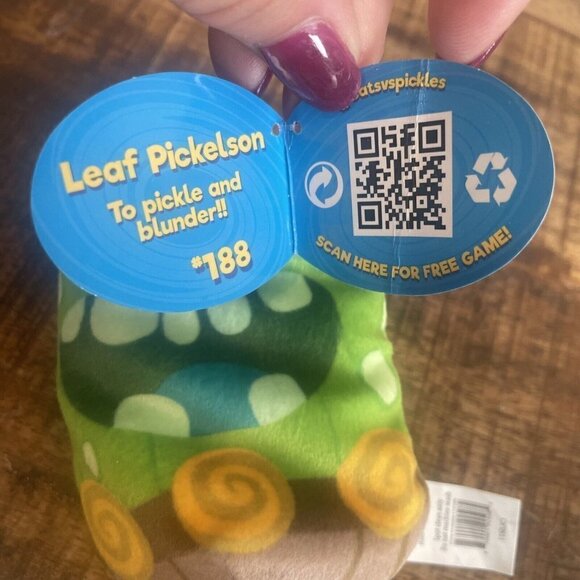 Leaf Pickelson
To pickle and
blunder!!
#188
atsvspickles
SCAN HERE FOR FREE GAME!